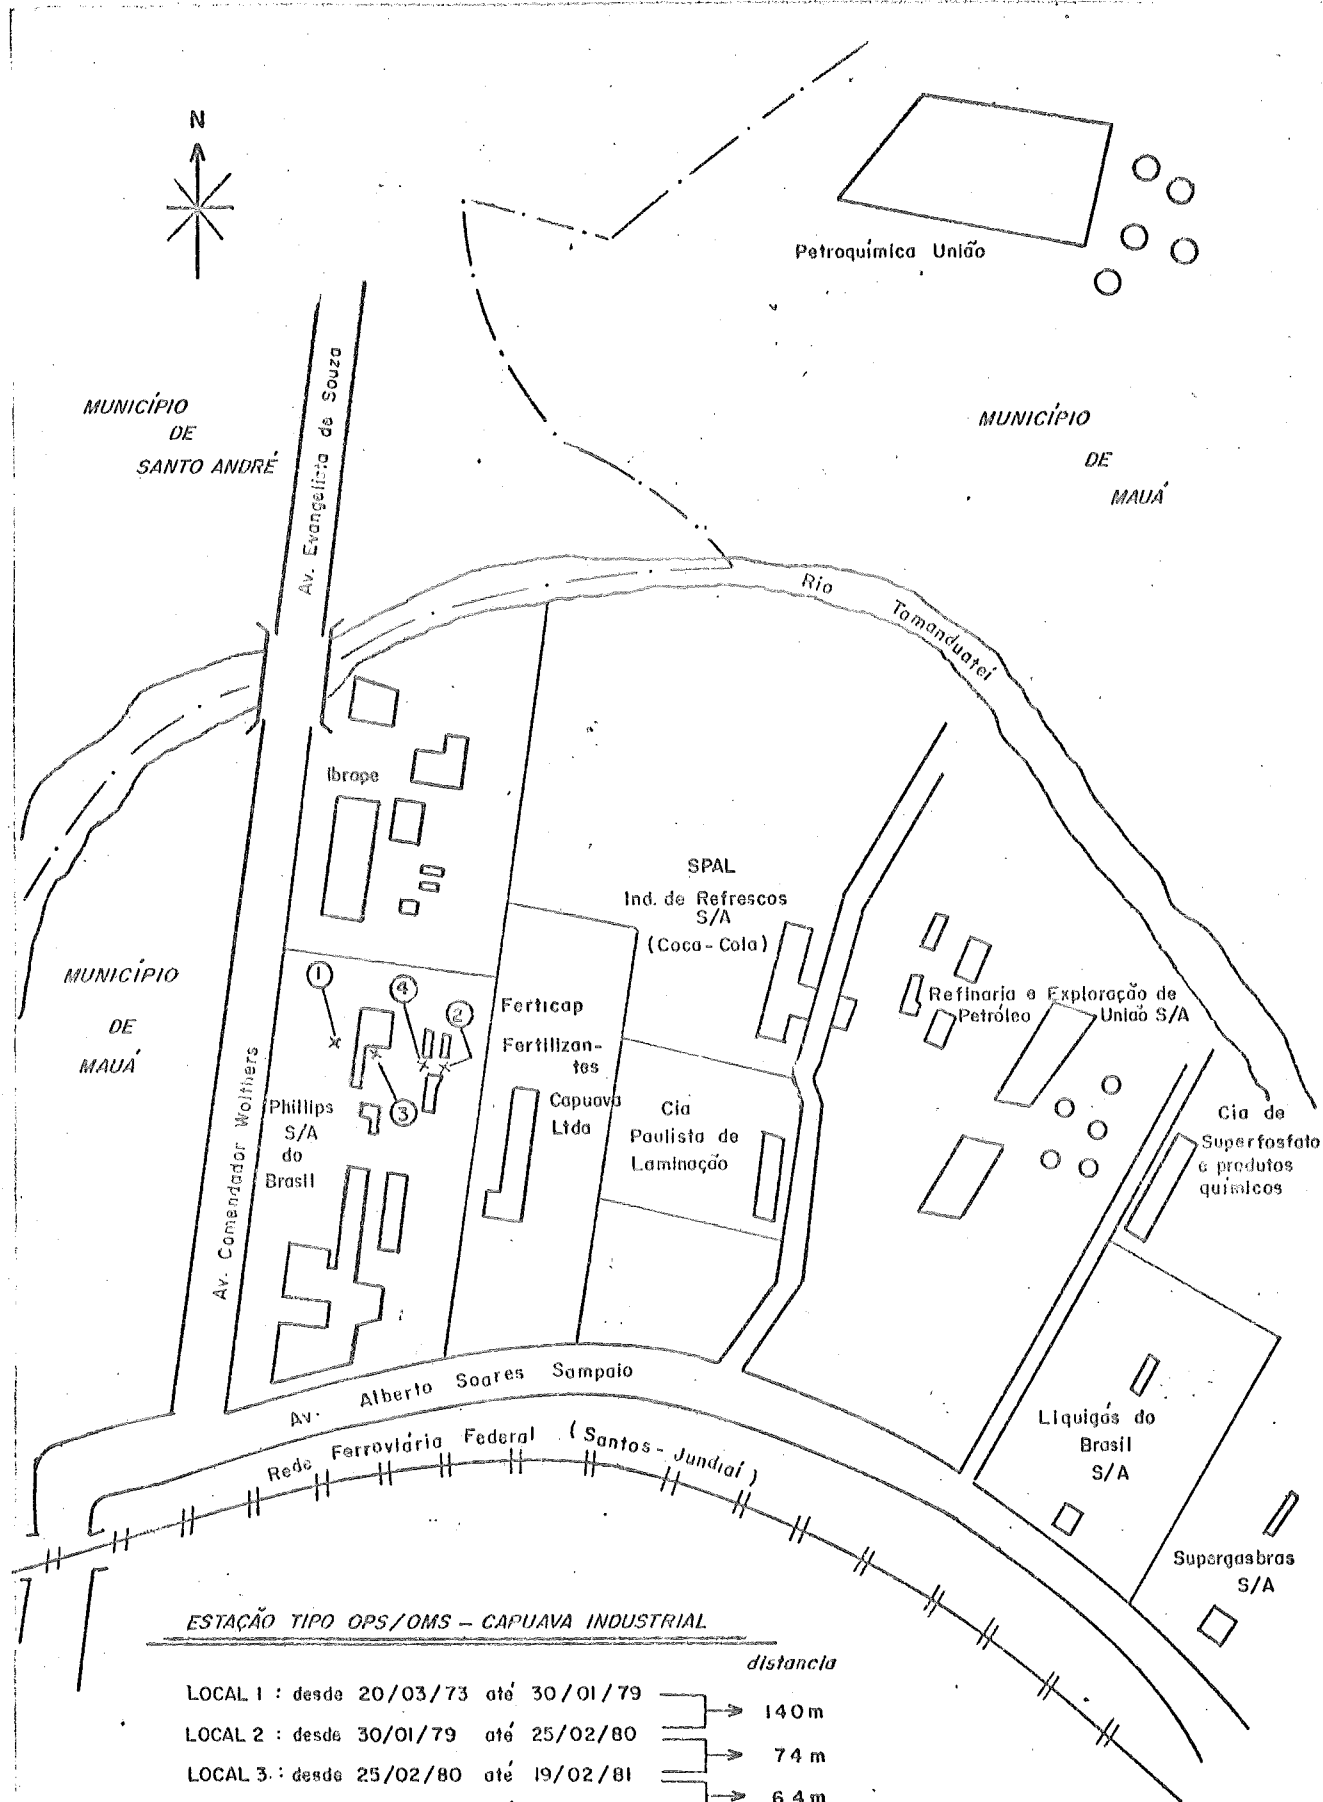 N
Petroquímica União
MUNICÍPIO
DE
SANTO ANDRÉ
Av. Evangelista de Souza
MUNICÍPIO
DE
MAUÁ
Rio Tamanduateí
Ibrape
SPAL
Ind. de Refrescos
S/A
(Coca-Cola)
MUNICÍPIO
DE
MAUÁ
1
4
2
3
Ferticap
Fertilizan-
tes
Capuava
Ltda
Refinaria e Exploração de
Petróleo União S/A
Phillips
S/A
do
Brasil
Av. Comendador Wolthers
Cia
Paulista de
Laminação
Cia de
Superfosfato
e produtos
químicos
Av. Alberto Soares Sampaio
Rede Ferroviária Federal (Santos-Jundiaí)
Liquigás do
Brasil
S/A
Supergasbras
S/A
ESTAÇÃO TIPO OPS/OMS - CAPUAVA INDUSTRIAL
distancia
LOCAL 1 : desde 20/03/73 até 30/01/79
140 m
LOCAL 2 : desde 30/01/79 até 25/02/80
74 m
LOCAL 3 : desde 25/02/80 até 19/02/81
64 m